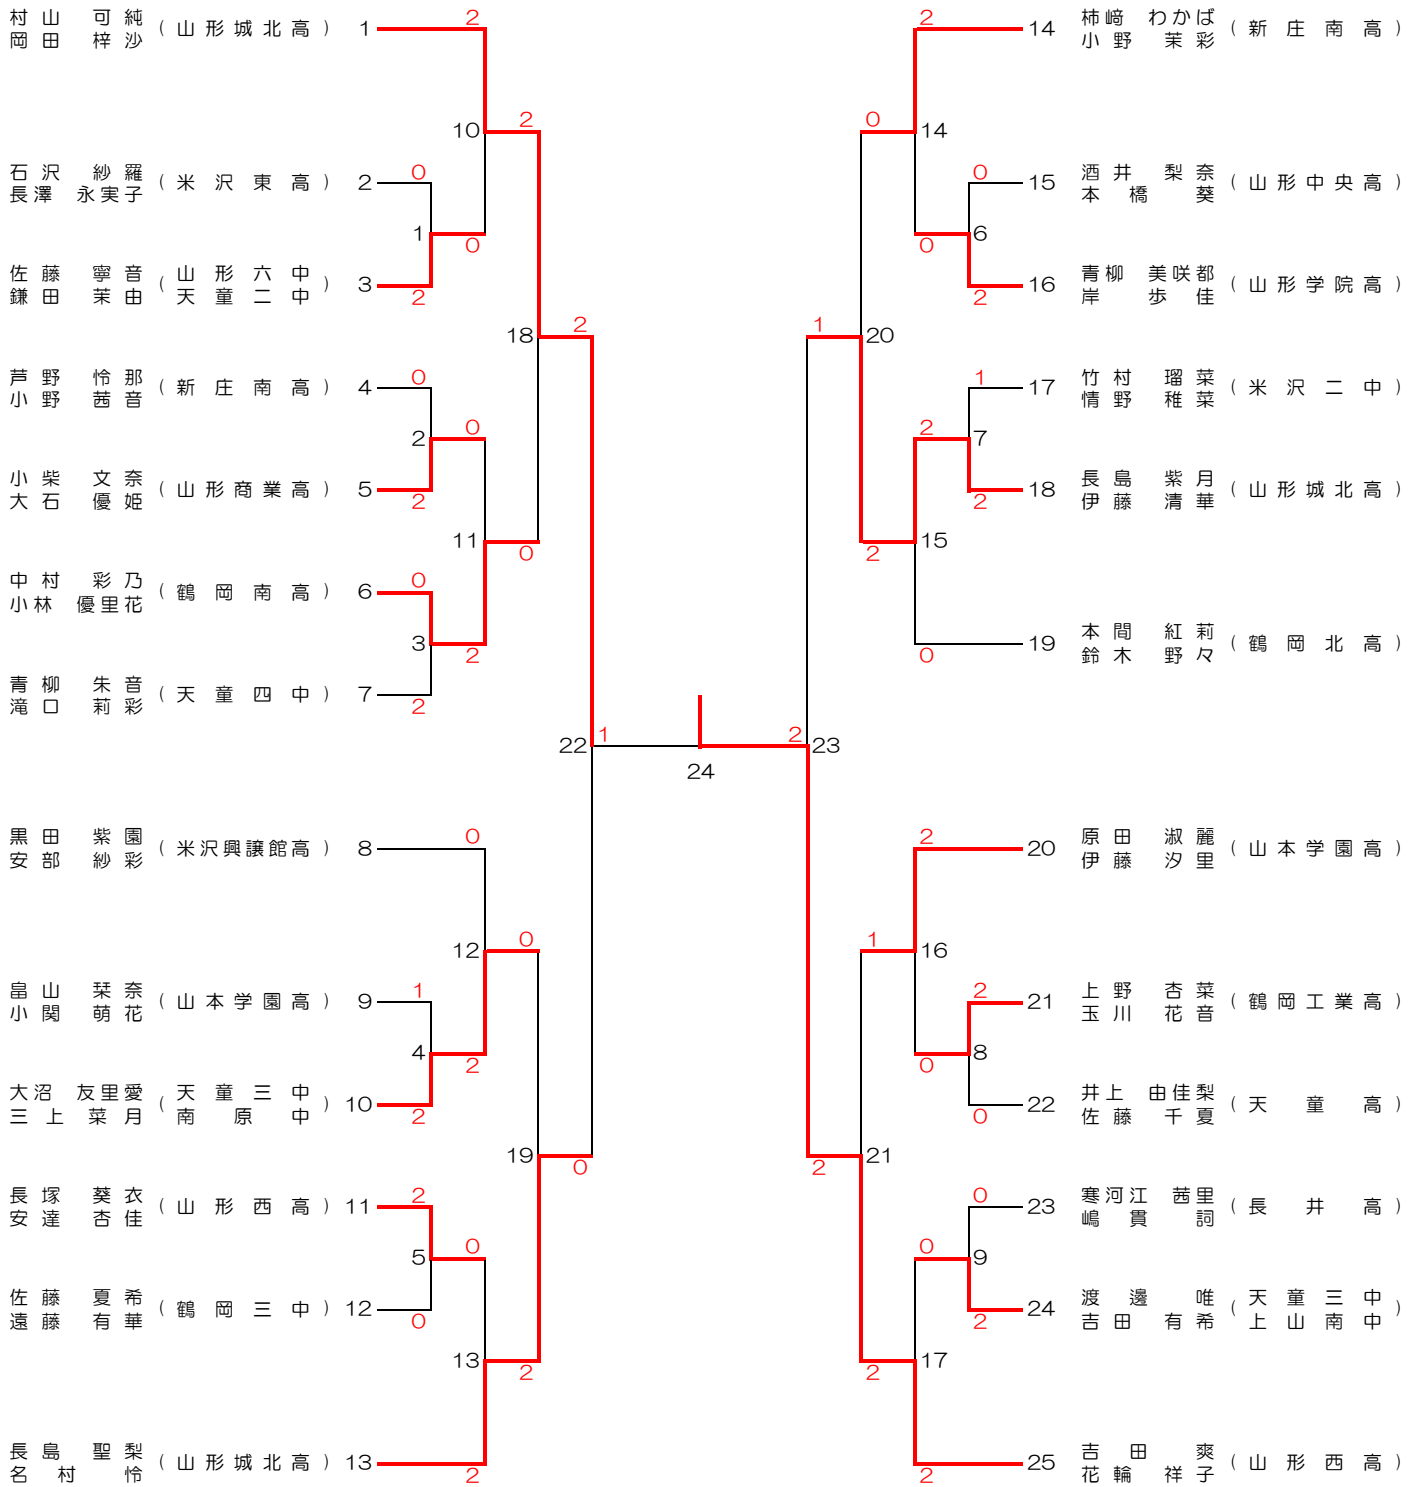 村山 可純
岡田 梓沙 (山形城北高) 1
石沢 紗羅
長澤 永実子 (米沢東高) 2
佐藤 寧音 (山形六中
鎌田 茉由 天童二中) 3
芦野 怜那
小野 茜音 (新庄南高) 4
小柴 文奈
大石 優姫 (山形商業高) 5
中村 彩乃
小林 優里花 (鶴岡南高) 6
青柳 朱音
滝口 莉彩 (天童四中) 7
黒田 紫園
安部 紗彩 (米沢興譲館高) 8
畠山 栞奈
小関 萌花 (山本学園高) 9
大沼 友里愛 (天童三中
三上 菜月 南原中) 10
長塚 葵衣
安達 杏佳 (山形西高) 11
佐藤 夏希
遠藤 有華 (鶴岡三中) 12
長島 聖梨
名村 怜 (山形城北高) 13
2
0
2
0
2
0
2
0
1
2
2
0
2
1
2
3
4
5
0
0
2
0
2
0
10
11
12
13
2
0
0
2
18
19
2
0
22
1
24
2
23
1
2
20
21
0
2
1
2
14
15
16
17
2
0
2
0
2
0
0
2
6
7
8
9
0
2
1
2
2
0
0
2
14 柿﨑 わかば
小野 茉彩 (新庄南高)
15 酒井 梨奈
本橋 葵 (山形中央高)
16 青柳 美咲都
岸 歩佳 (山形学院高)
17 竹村 瑠菜
情野 稚菜 (米沢二中)
18 長島 紫月
伊藤 清華 (山形城北高)
19 本間 紅莉
鈴木 野々 (鶴岡北高)
20 原田 淑麗
伊藤 汐里 (山本学園高)
21 上野 杏菜
玉川 花音 (鶴岡工業高)
22 井上 由佳梨
佐藤 千夏 (天童高)
23 寒河江 茜里
嶋貫 詞 (長井高)
24 渡邊 唯 (天童三中
吉田 有希 上山南中)
25 吉田 爽
花輪 祥子 (山形西高)